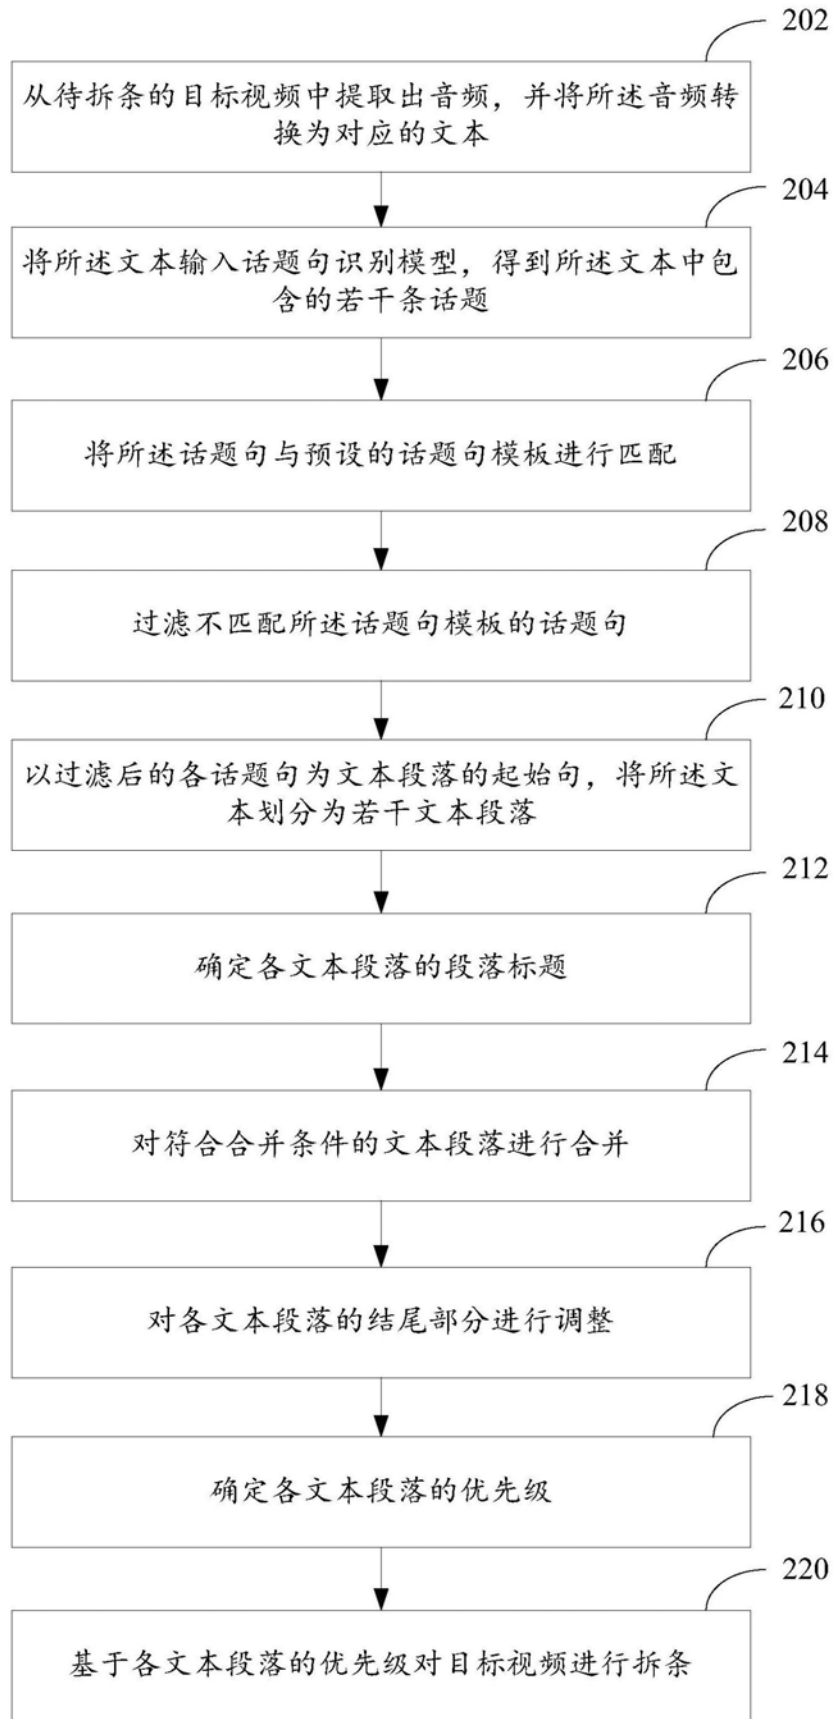 202
从待拆条的目标视频中提取出音频，并将所述音频转
换为对应的文本
204
将所述文本输入话题句识别模型，得到所述文本中包
含的若干条话题
206
将所述话题句与预设的话题句模板进行匹配
208
过滤不匹配所述话题句模板的话题句
210
以过滤后的各话题句为文本段落的起始句，将所述文
本划分为若干文本段落
212
确定各文本段落的段落标题
214
对符合合并条件的文本段落进行合并
216
对各文本段落的结尾部分进行调整
218
确定各文本段落的优先级
220
基于各文本段落的优先级对目标视频进行拆条